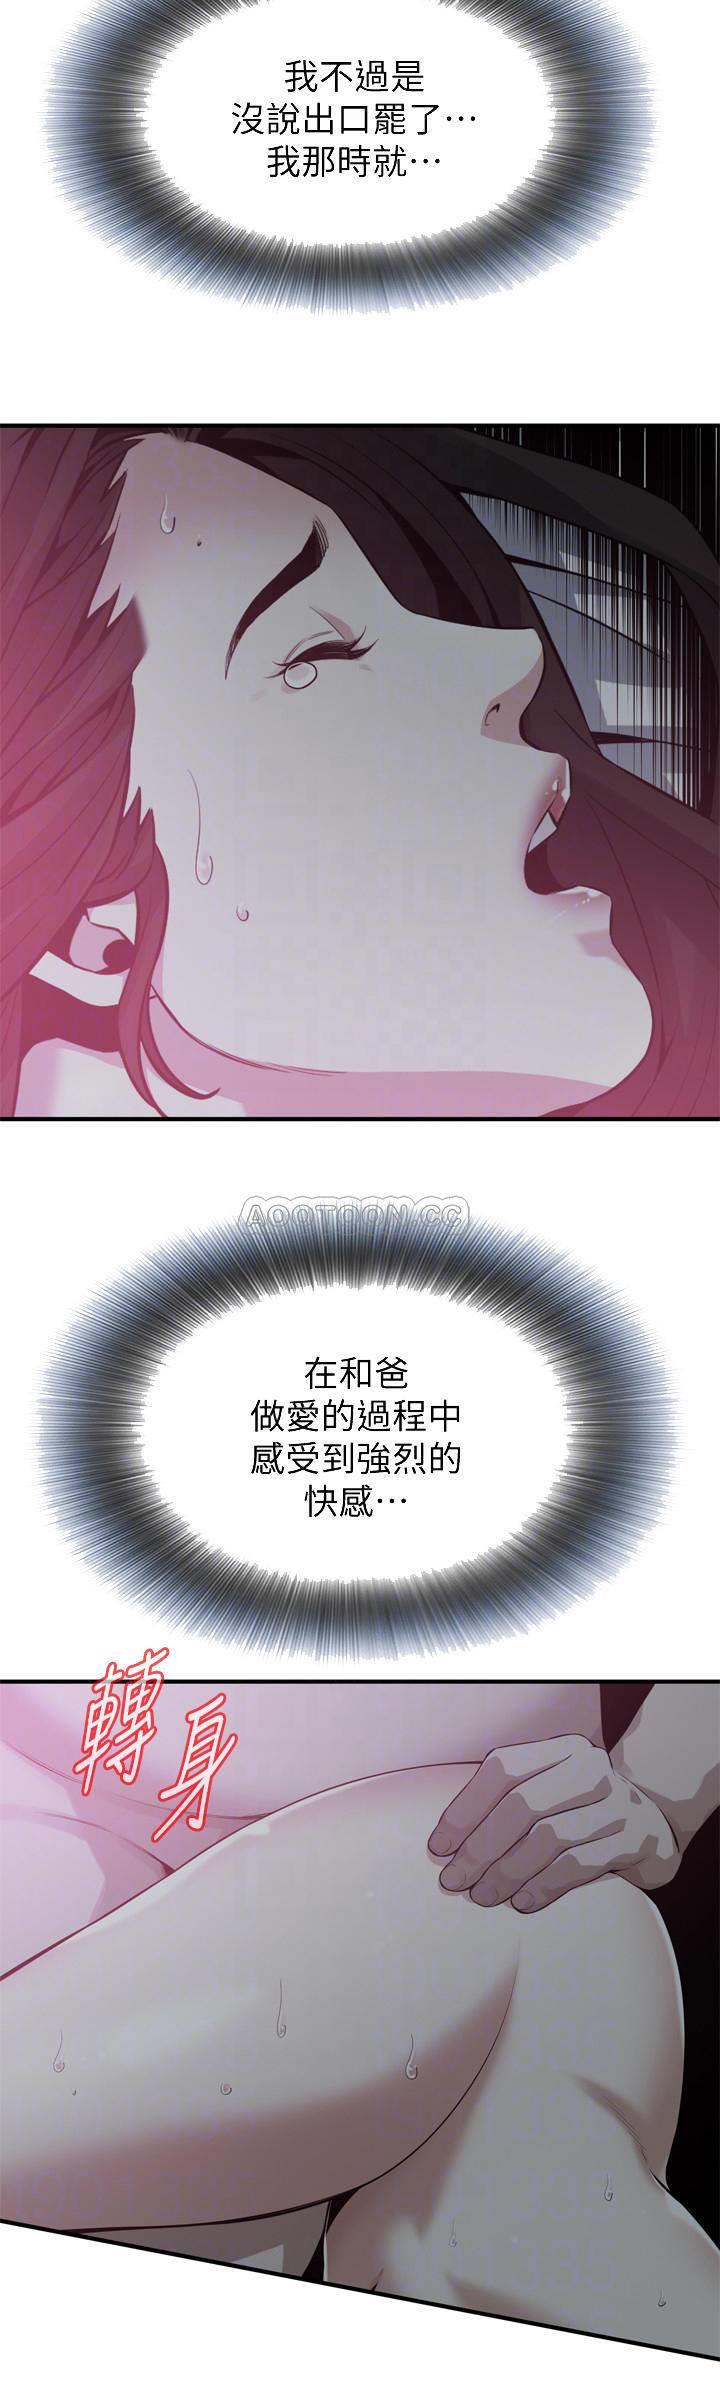 我不過是
沒說出口罷了…
我那時就…
AOOTOON.CC
在和爸
做愛的過程中
感受到強烈的
快感…
轉身